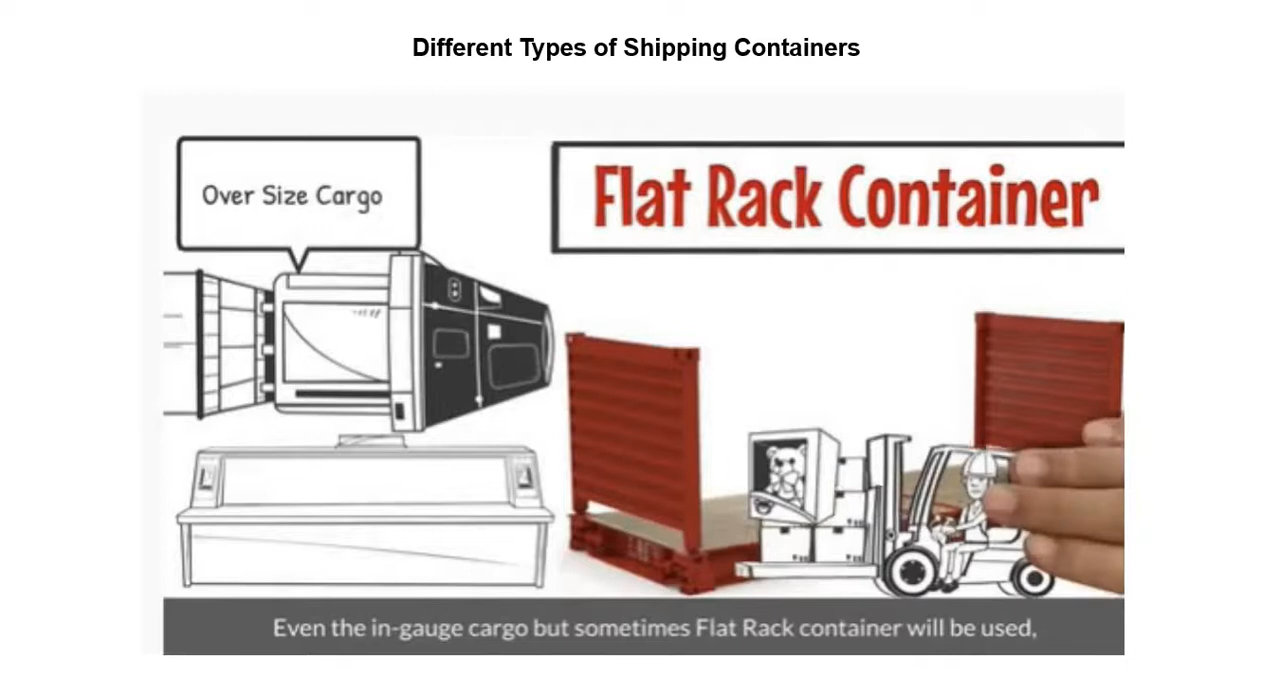 Different Types of Shipping Containers
Over Size Cargo
Flat Rack Container
Even the in-gauge cargo but sometimes Flat Rack container will be used,